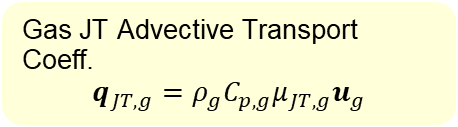 Gas JT Advective Transport
Coeff.
𝒒_{JT,g} = ρ_g C_{p,g} μ_{JT,g} 𝒖_g